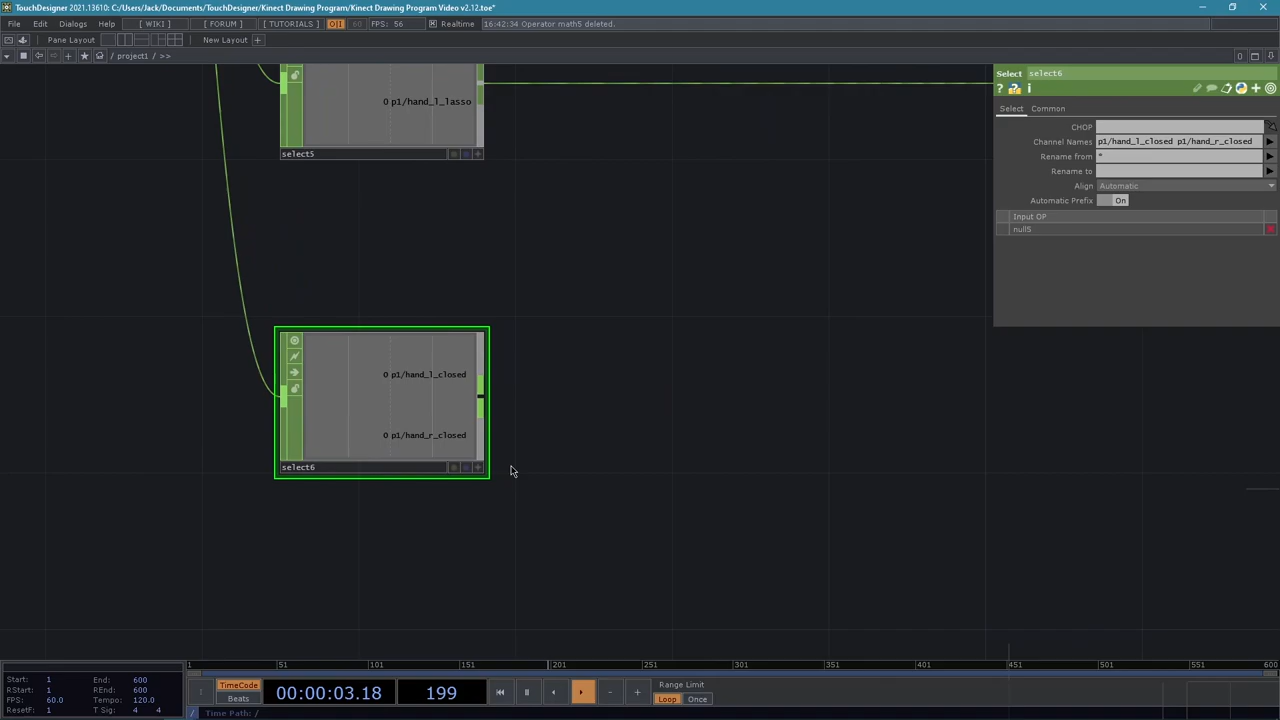 TouchDesigner 2021.13610: C:/Users/Jack/Documents/TouchDesigner/Kinect Drawing Program/Kinect Drawing Program Video v2.12.toe*
File Edit Dialogs Help [ WIKI ] [ FORUM ] [ TUTORIALS ] O|I 60 FPS: 56 Realtime 16:42:34 Operator math5 deleted.
Pane Layout New Layout +
/ project1 / >> 0
0 p1/hand_l_lasso
select5
Select select6
? i
Select Common
CHOP
Channel Names p1/hand_l_closed p1/hand_r_closed
Rename from *
Rename to
Align Automatic
Automatic Prefix On
Input OP
null5
0 p1/hand_l_closed
0 p1/hand_r_closed
select6
1 51 101 151 201 251 301 351 401 451 501 551 600
Start: 1 End: 600
RStart: 1 REnd: 600
FPS: 60.0 Tempo: 120.0
ResetF: 1 T Sig: 4 4
TimeCode
Beats
00:00:03.18 199
- +
Range Limit
Loop Once
/ Time Path: /